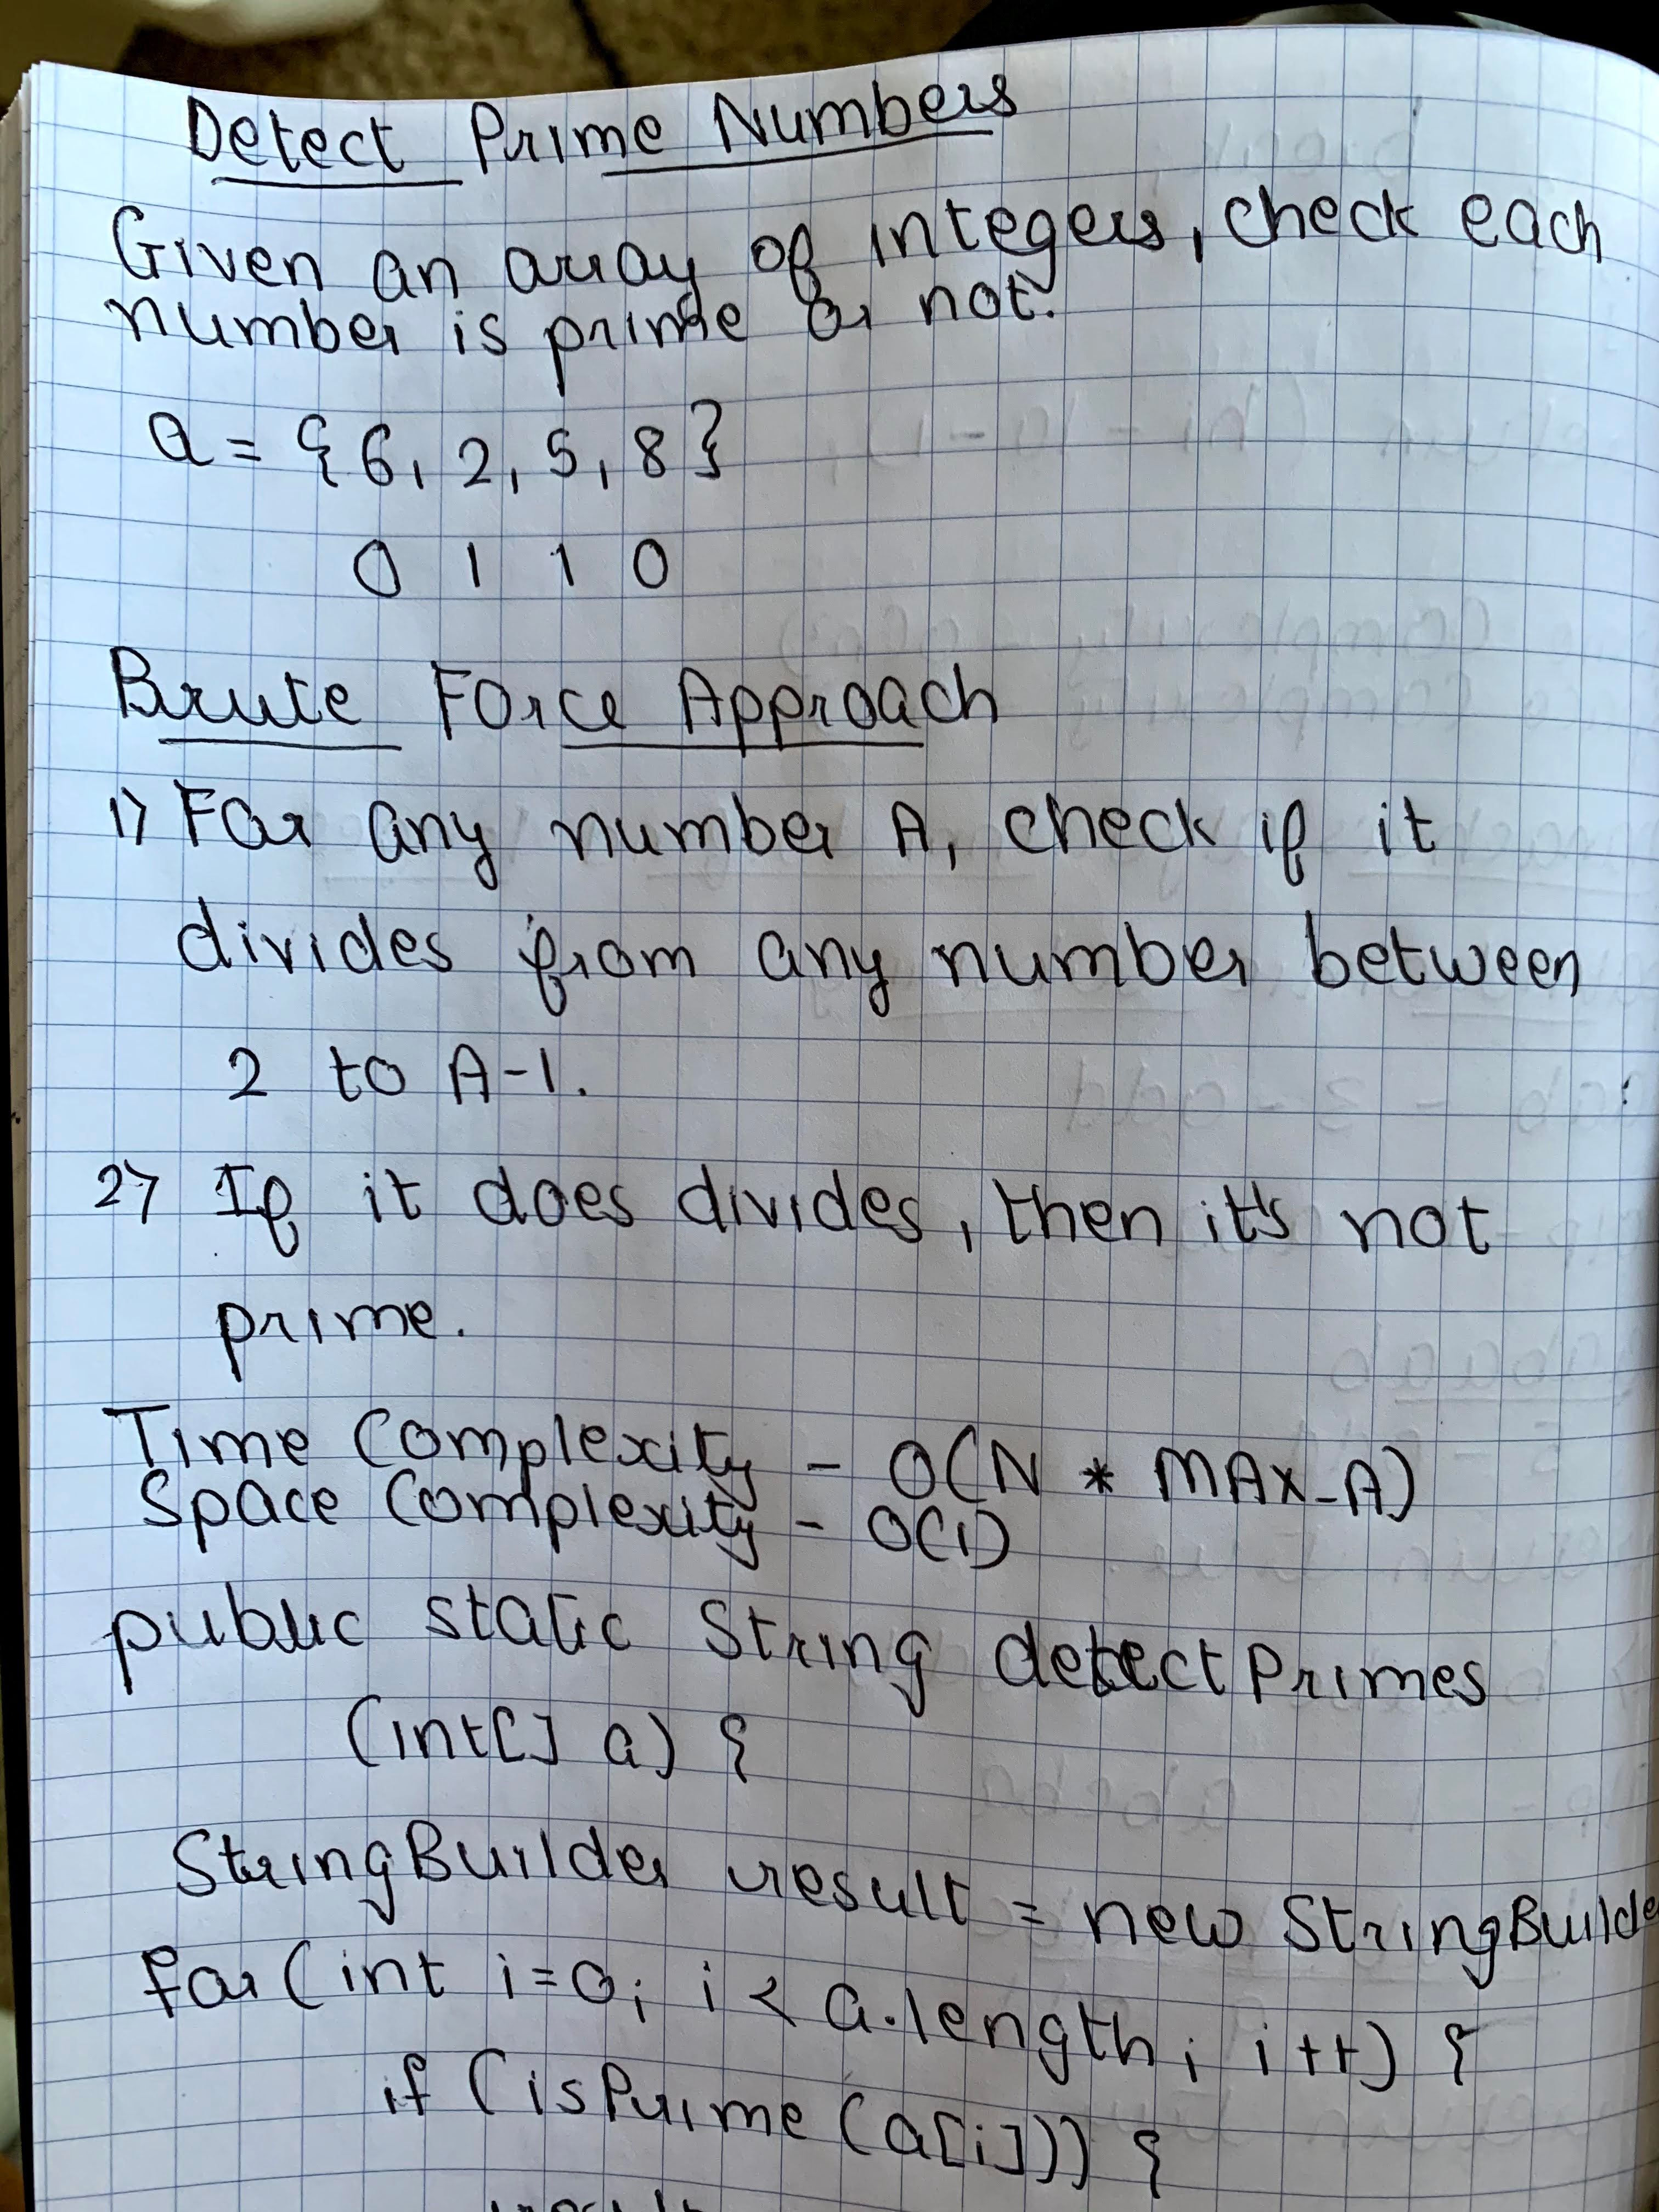 Detect Prime Numbers
Given an array of integers, check each
number is prime or not.
a = {6, 2, 5, 8}
0 1 1 0
Brute Force Approach
1) For any number A, check if it
divides from any number between
2 to A-1.
2) If it does divides, then it's not
prime.
Time Complexity - O(N * MAX_A)
Space Complexity - O(1)
public static String detectPrimes
(int[] a) {
StringBuilder result = new StringBuilde
for(int i=0; i < a.length; i++) {
if (isPrime (a[i])) {